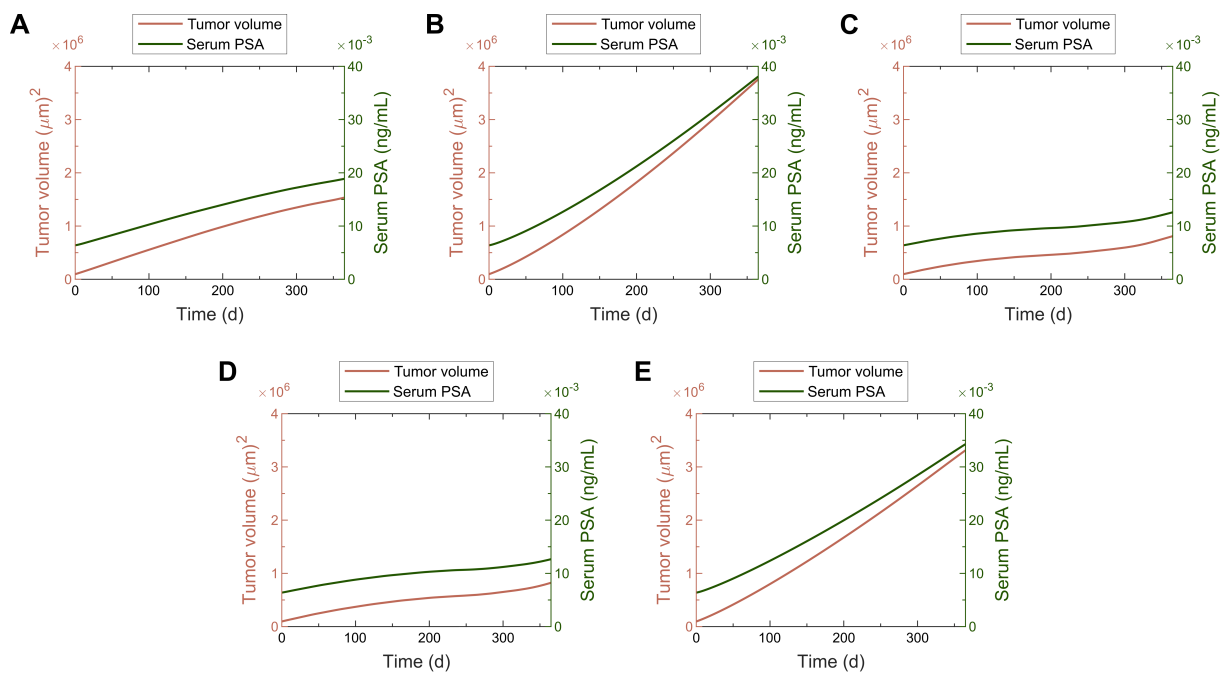 A
Tumor volume
Serum PSA
× 10^6
× 10^-3
4
3
2
1
0
40
30
20
10
0
0 100 200 300
Tumor volume (μm)^2
Serum PSA (ng/mL)
Time (d)
B
Tumor volume
Serum PSA
× 10^6
× 10^-3
4
3
2
1
0
40
30
20
10
0
0 100 200 300
Tumor volume (μm)^2
Serum PSA (ng/mL)
Time (d)
C
Tumor volume
Serum PSA
× 10^6
× 10^-3
4
3
2
1
0
40
30
20
10
0
0 100 200 300
Tumor volume (μm)^2
Serum PSA (ng/mL)
Time (d)
D
Tumor volume
Serum PSA
× 10^6
× 10^-3
4
3
2
1
0
40
30
20
10
0
0 100 200 300
Tumor volume (μm)^2
Serum PSA (ng/mL)
Time (d)
E
Tumor volume
Serum PSA
× 10^6
× 10^-3
4
3
2
1
0
40
30
20
10
0
0 100 200 300
Tumor volume (μm)^2
Serum PSA (ng/mL)
Time (d)